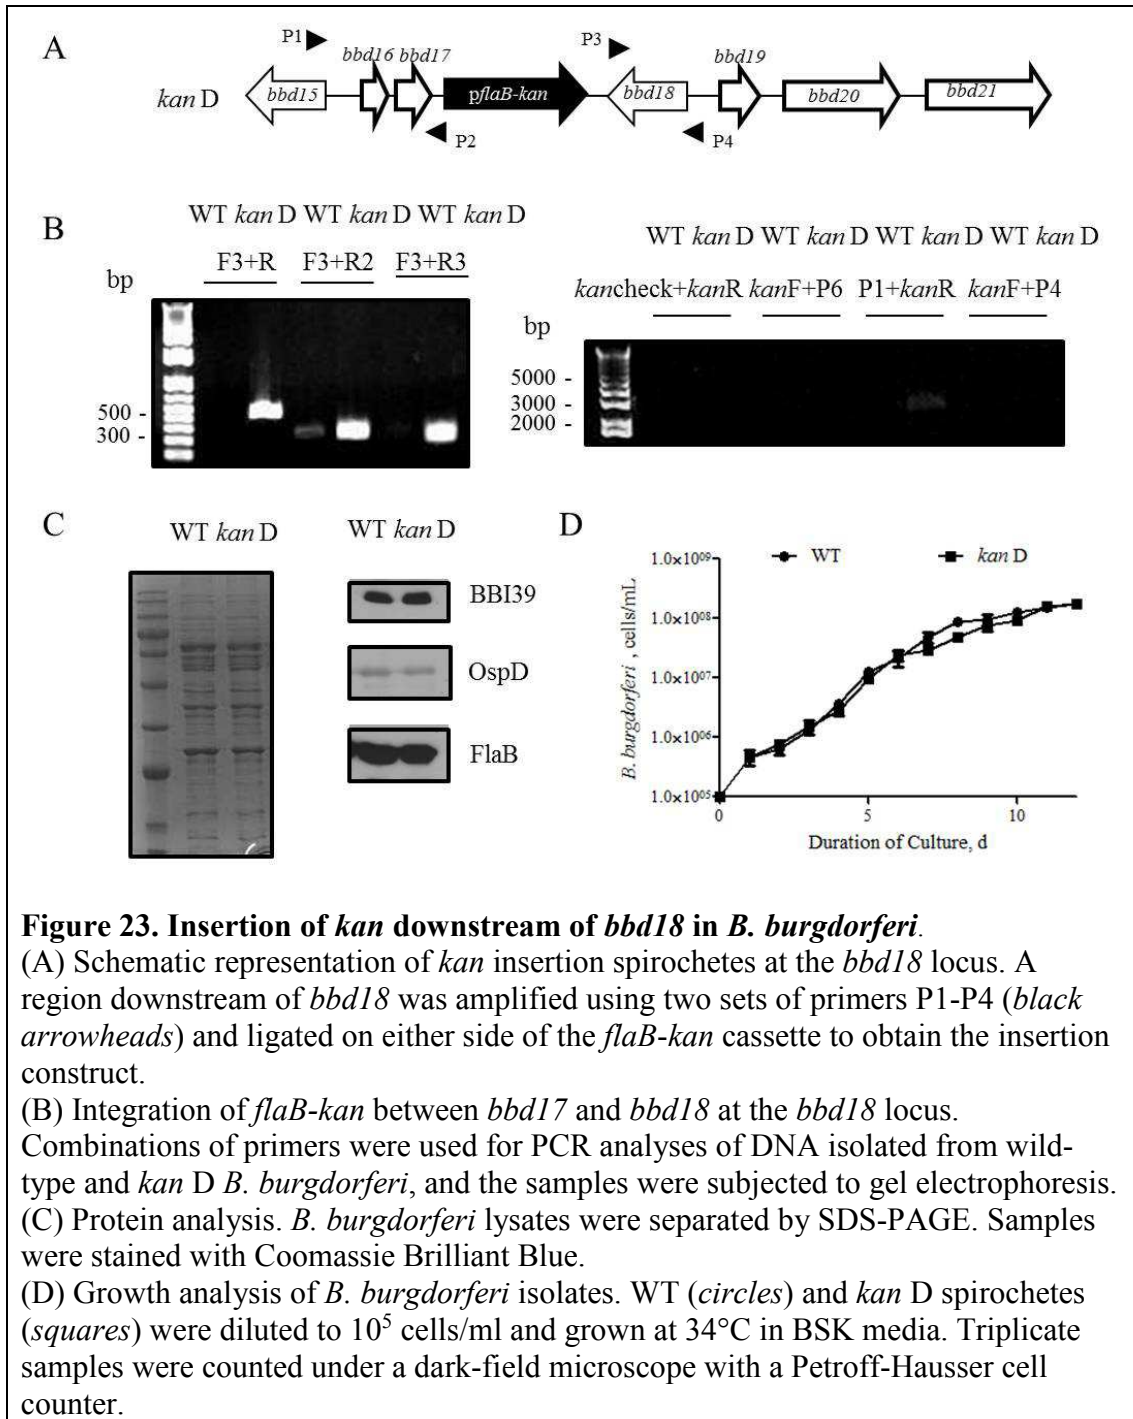 A
P1
P3
bbd16 bbd17
bbd19
kan D
bbd15
pflaB-kan
bbd18
bbd20
bbd21
P2
P4
B
WT kan D WT kan D WT kan D
F3+R F3+R2 F3+R3
bp
500 -
300 -
WT kan D WT kan D WT kan D WT kan D
kancheck+kanR kanF+P6 P1+kanR kanF+P4
bp
5000 -
3000 -
2000 -
C
WT kan D
WT kan D
BBI39
OspD
FlaB
D
WT
kan D
1.0×10⁰⁹
1.0×10⁰⁸
1.0×10⁰⁷
1.0×10⁰⁶
1.0×10⁰⁵
B. burgdorferi, cells/mL
0 5 10
Duration of Culture, d
Figure 23. Insertion of kan downstream of bbd18 in B. burgdorferi.
(A) Schematic representation of kan insertion spirochetes at the bbd18 locus. A
region downstream of bbd18 was amplified using two sets of primers P1-P4 (black
arrowheads) and ligated on either side of the flaB-kan cassette to obtain the insertion
construct.
(B) Integration of flaB-kan between bbd17 and bbd18 at the bbd18 locus.
Combinations of primers were used for PCR analyses of DNA isolated from wild-
type and kan D B. burgdorferi, and the samples were subjected to gel electrophoresis.
(C) Protein analysis. B. burgdorferi lysates were separated by SDS-PAGE. Samples
were stained with Coomassie Brilliant Blue.
(D) Growth analysis of B. burgdorferi isolates. WT (circles) and kan D spirochetes
(squares) were diluted to 10⁵ cells/ml and grown at 34°C in BSK media. Triplicate
samples were counted under a dark-field microscope with a Petroff-Hausser cell
counter.